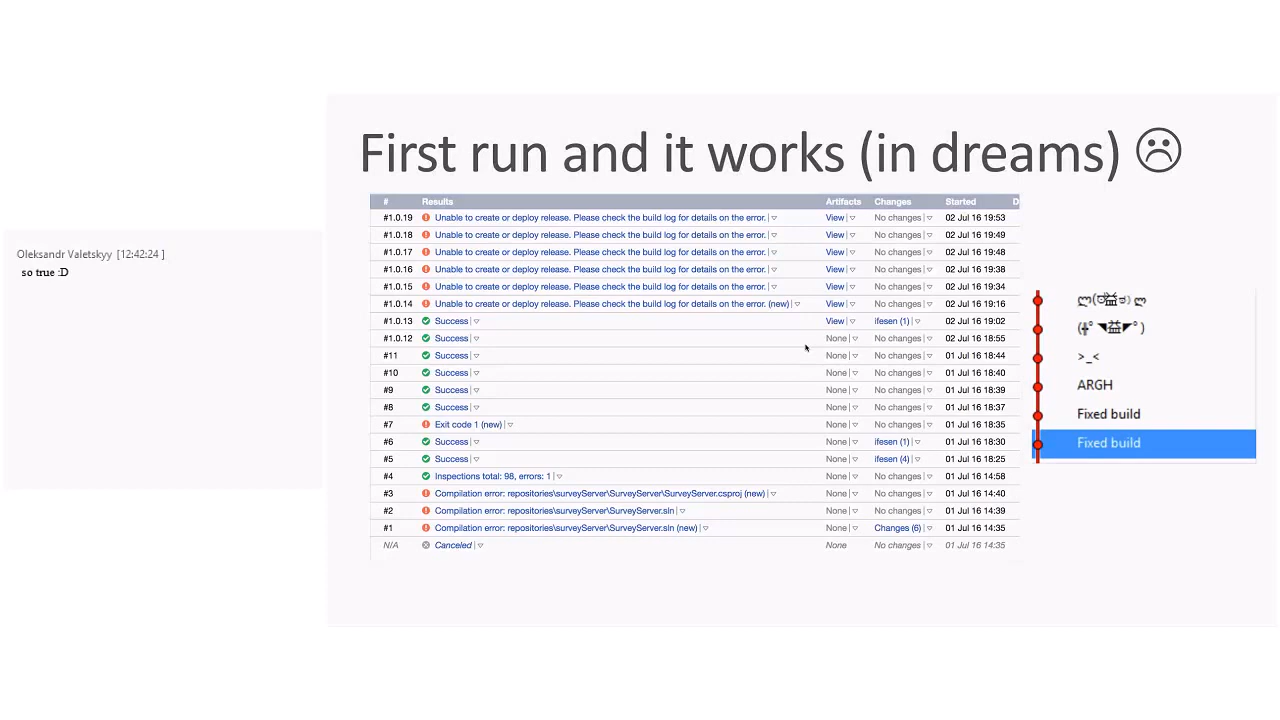 First run and it works (in dreams) ☹
Oleksandr Valetskyy [12:42:24 ]
so true :D
# Results Artifacts Changes Started D
#1.0.19 Unable to create or deploy release. Please check the build log for details on the error. View No changes 02 Jul 16 19:53
#1.0.18 Unable to create or deploy release. Please check the build log for details on the error. View No changes 02 Jul 16 19:49
#1.0.17 Unable to create or deploy release. Please check the build log for details on the error. View No changes 02 Jul 16 19:48
#1.0.16 Unable to create or deploy release. Please check the build log for details on the error. View No changes 02 Jul 16 19:38
#1.0.15 Unable to create or deploy release. Please check the build log for details on the error. View No changes 02 Jul 16 19:34
#1.0.14 Unable to create or deploy release. Please check the build log for details on the error. (new) View No changes 02 Jul 16 19:16
#1.0.13 Success View ifesen (1) 02 Jul 16 19:02
#1.0.12 Success None No changes 02 Jul 16 18:55
#11 Success None No changes 01 Jul 16 18:44
#10 Success None No changes 01 Jul 16 18:40
#9 Success None No changes 01 Jul 16 18:39
#8 Success None No changes 01 Jul 16 18:37
#7 Exit code 1 (new) None No changes 01 Jul 16 18:35
#6 Success None ifesen (1) 01 Jul 16 18:30
#5 Success None ifesen (4) 01 Jul 16 18:25
#4 Inspections total: 98, errors: 1 None No changes 01 Jul 16 14:58
#3 Compilation error: repositories\surveyServer\SurveyServer\SurveyServer.csproj (new) None No changes 01 Jul 16 14:40
#2 Compilation error: repositories\surveyServer\SurveyServer.sln None No changes 01 Jul 16 14:39
#1 Compilation error: repositories\surveyServer\SurveyServer.sln (new) None Changes (6) 01 Jul 16 14:35
N/A Canceled None No changes 01 Jul 16 14:35
>_<
ARGH
Fixed build
Fixed build